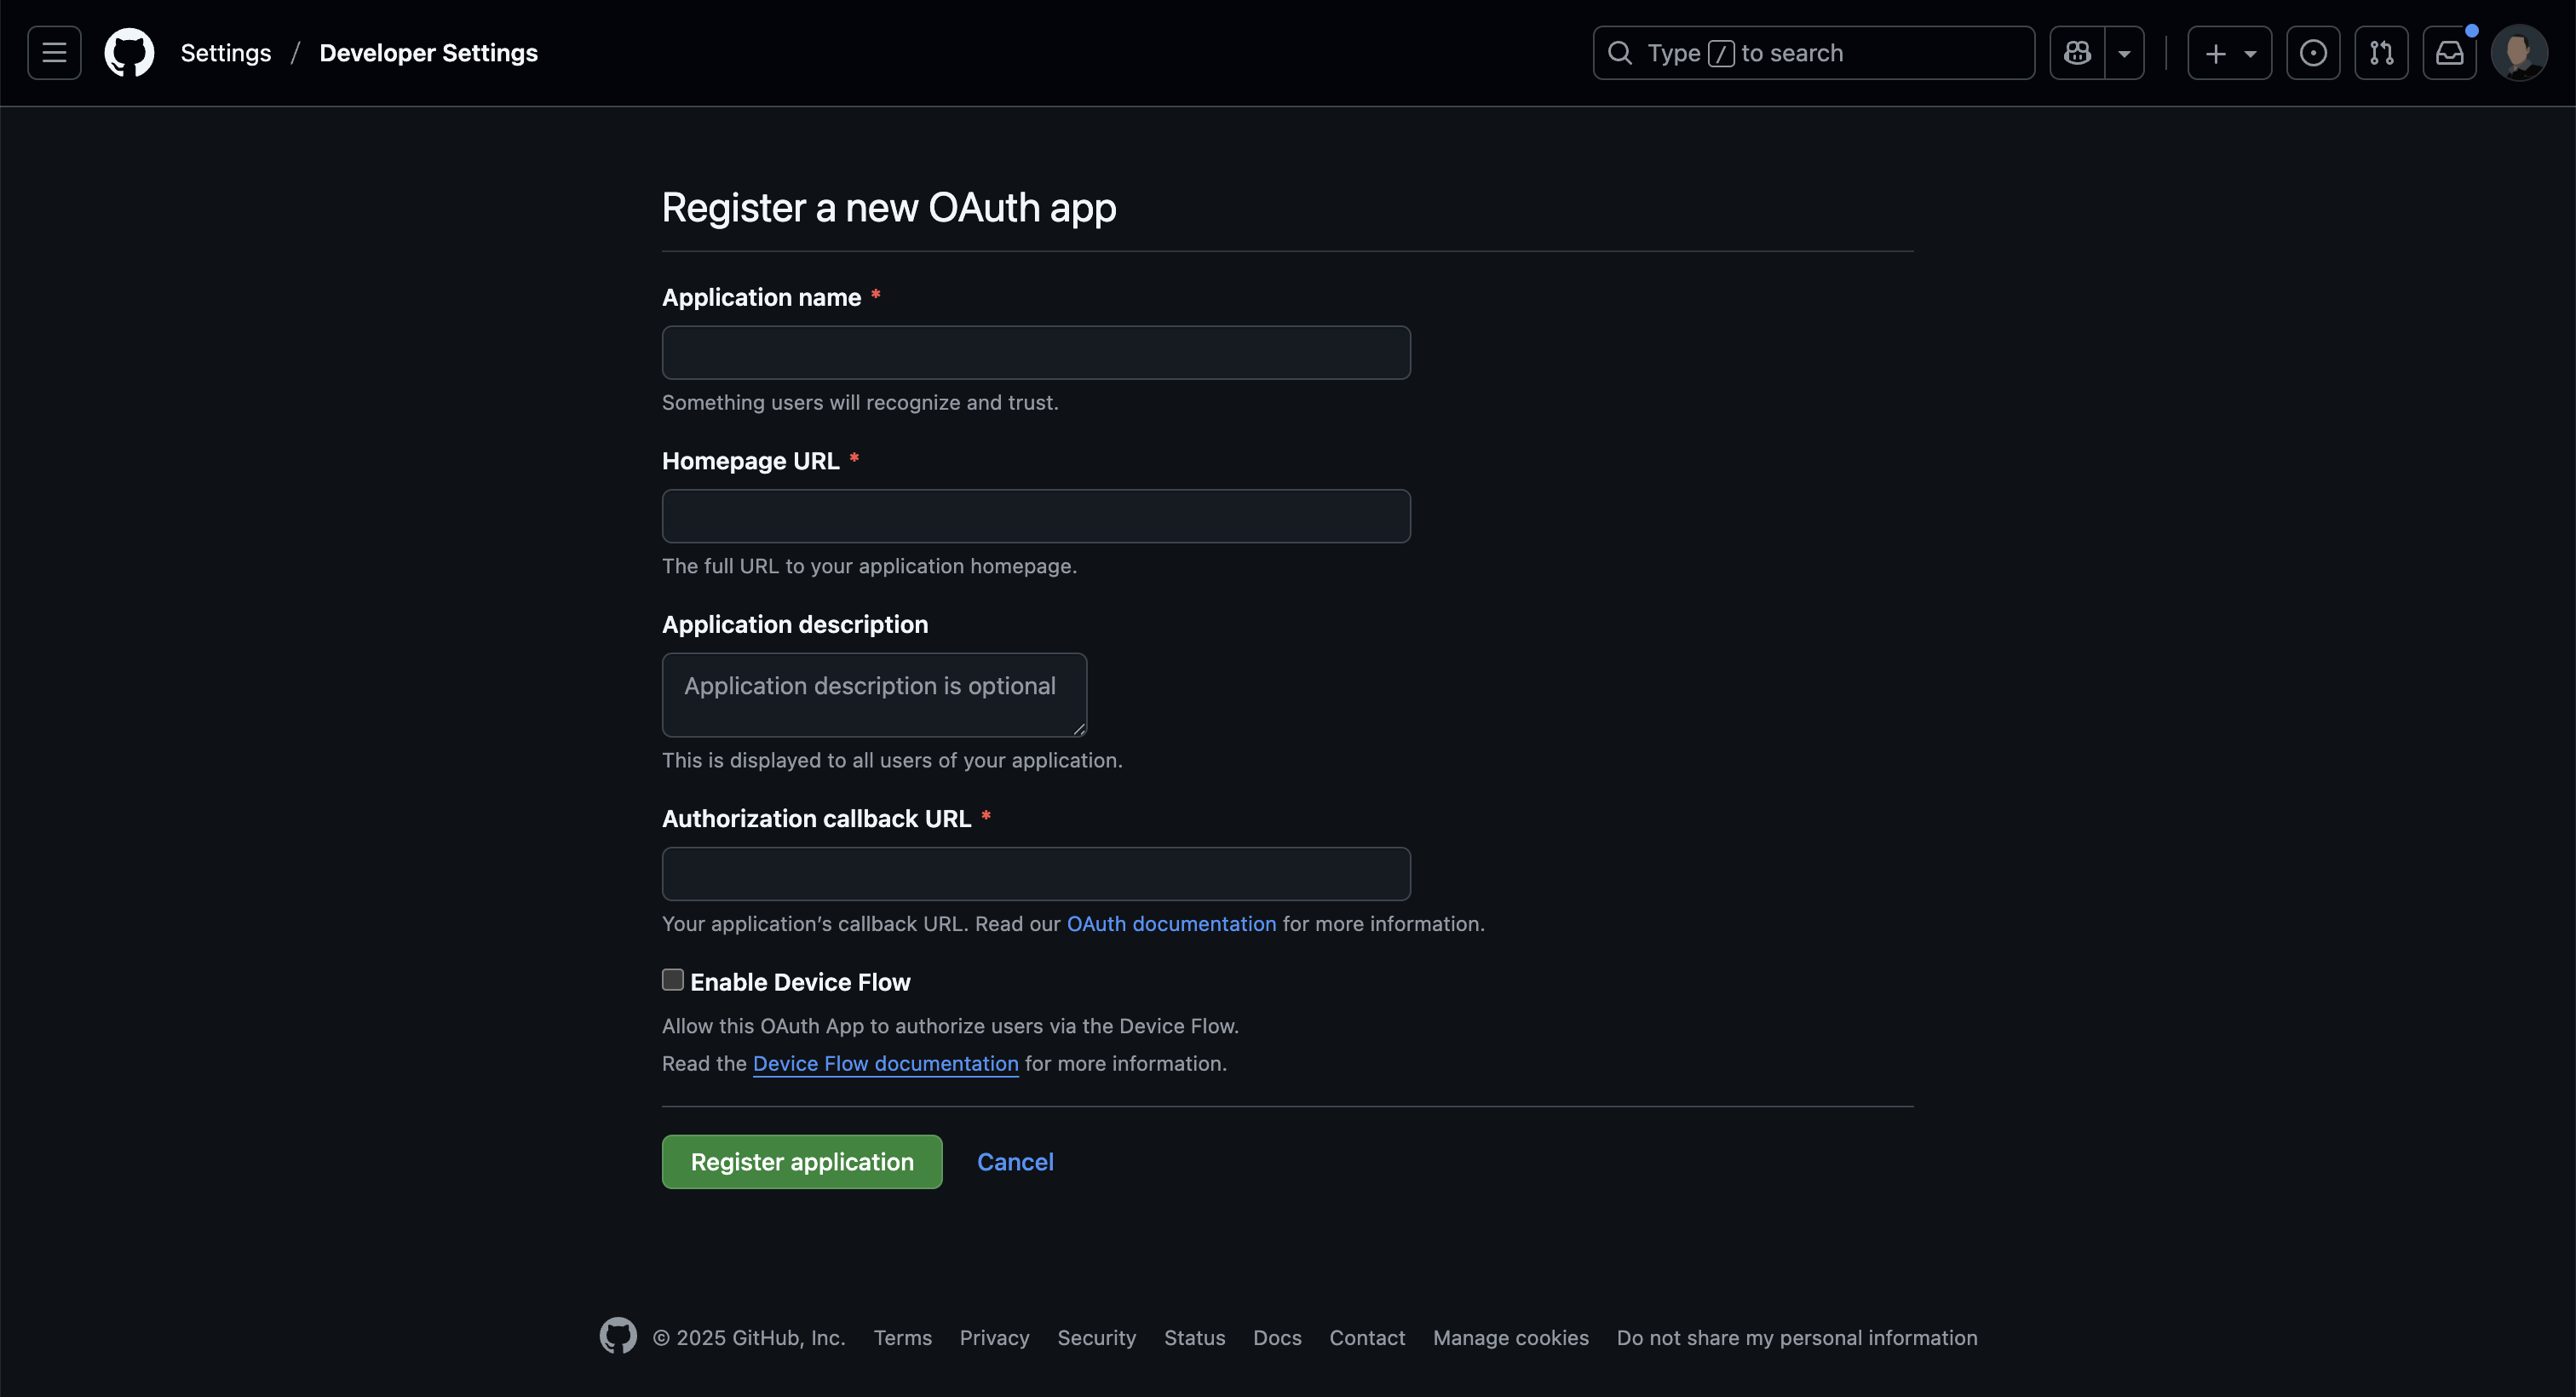 Settings / Developer Settings
Type / to search
Register a new OAuth app
Application name *
Something users will recognize and trust.
Homepage URL *
The full URL to your application homepage.
Application description
Application description is optional
This is displayed to all users of your application.
Authorization callback URL *
Your application’s callback URL. Read our OAuth documentation for more information.
Enable Device Flow
Allow this OAuth App to authorize users via the Device Flow.
Read the Device Flow documentation for more information.
Register application Cancel
© 2025 GitHub, Inc. Terms Privacy Security Status Docs Contact Manage cookies Do not share my personal information